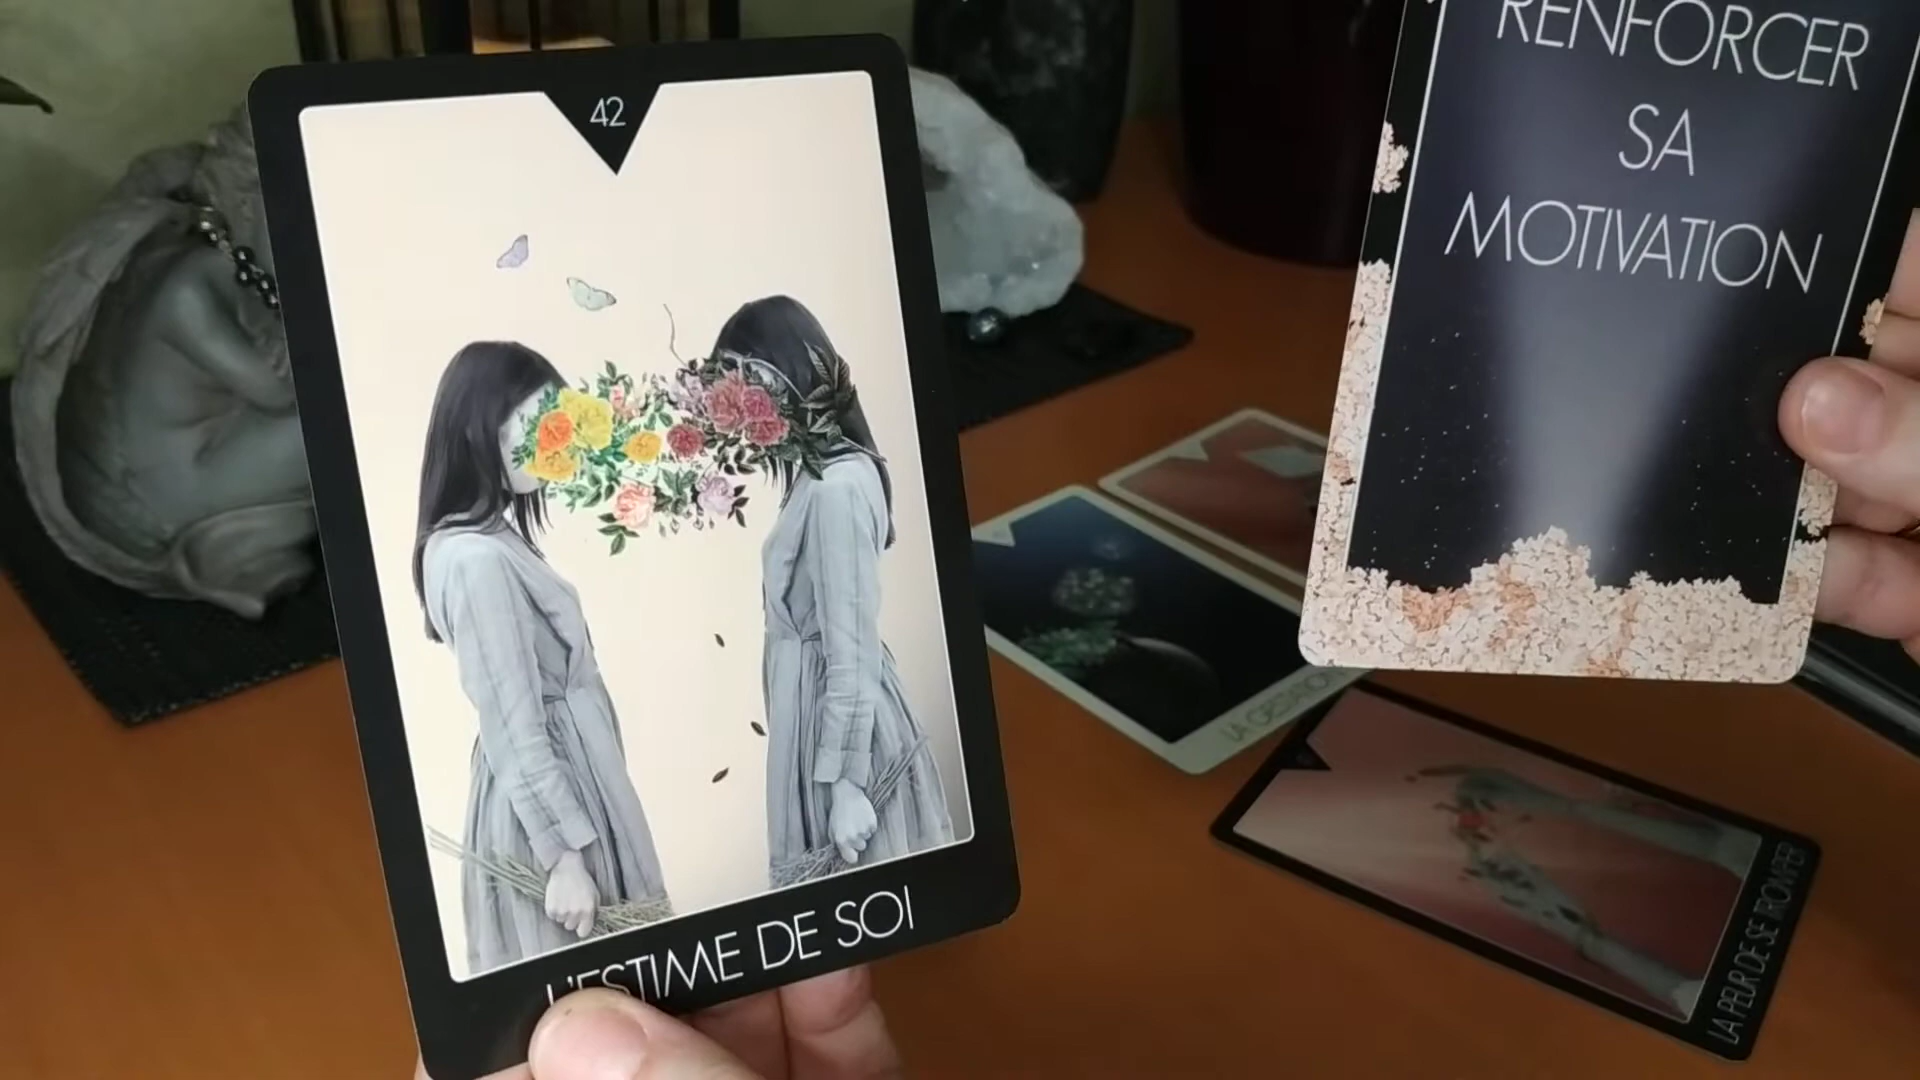 42
L'ESTIME DE SOI
RENFORCER
SA
MOTIVATION
LA PEUR DE SE TROMPER